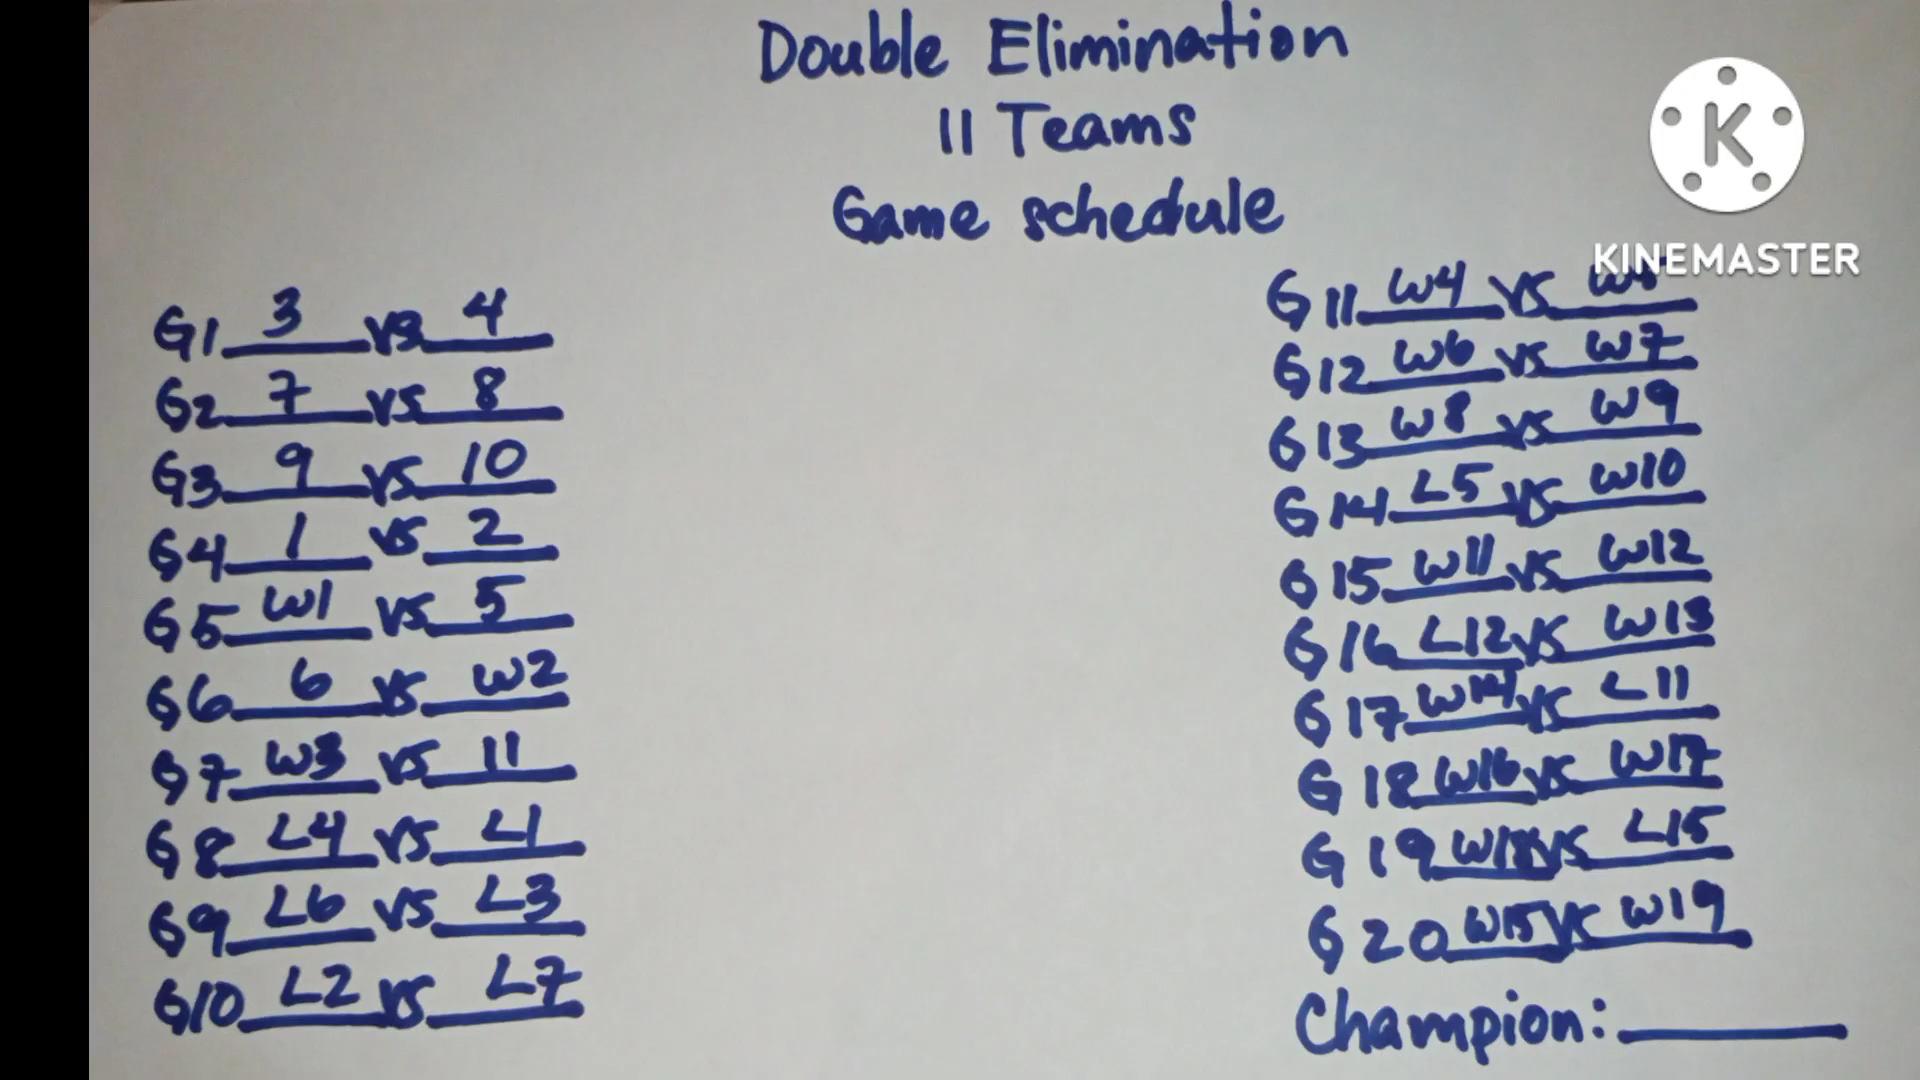 Double Elimination
11 Teams
Game schedule
KINEMASTER
G1 3 vs 4
G2 7 vs 8
G3 9 vs 10
G4 1 vs 2
G5 W1 vs 5
G6 6 vs W2
G7 W3 vs 11
G8 L4 vs L1
G9 L6 vs L3
G10 L2 vs L7
G11 W4 vs
G12 W6 vs W7
G13 W8 vs W9
G14 L5 vs W10
G15 W11 vs W12
G16 L12 vs W13
G17 W14 vs L11
G18 W16 vs W17
G19 W18 vs L15
G20 W15 vs W19
Champion: